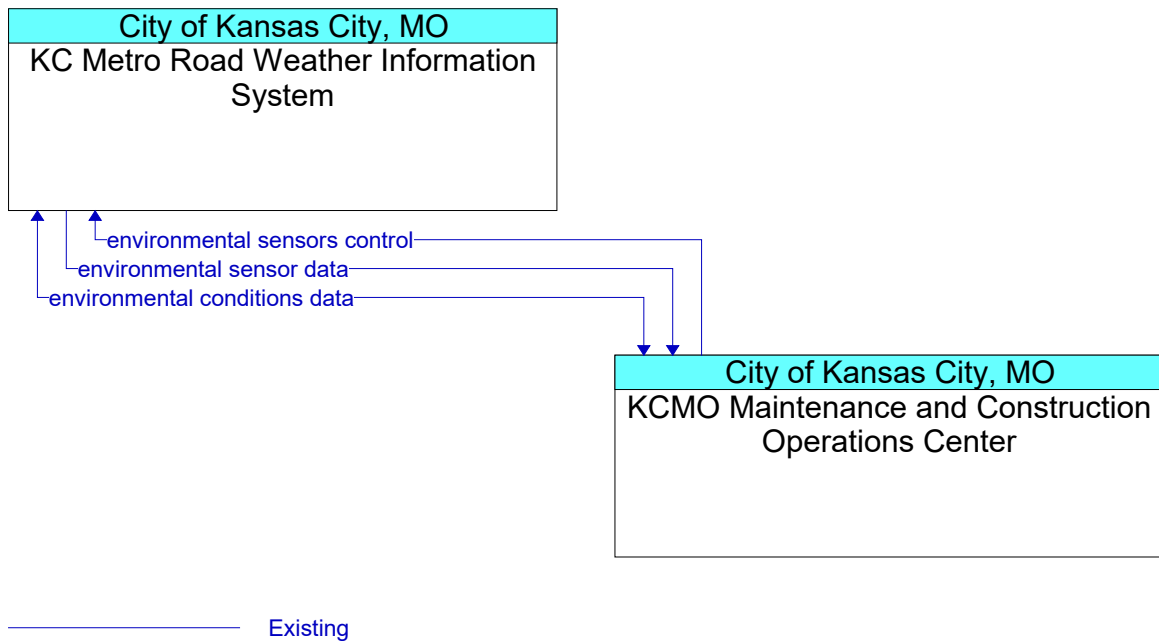 City of Kansas City, MO
KC Metro Road Weather Information
System
environmental sensors control
environmental sensor data
environmental conditions data
City of Kansas City, MO
KCMO Maintenance and Construction
Operations Center
Existing